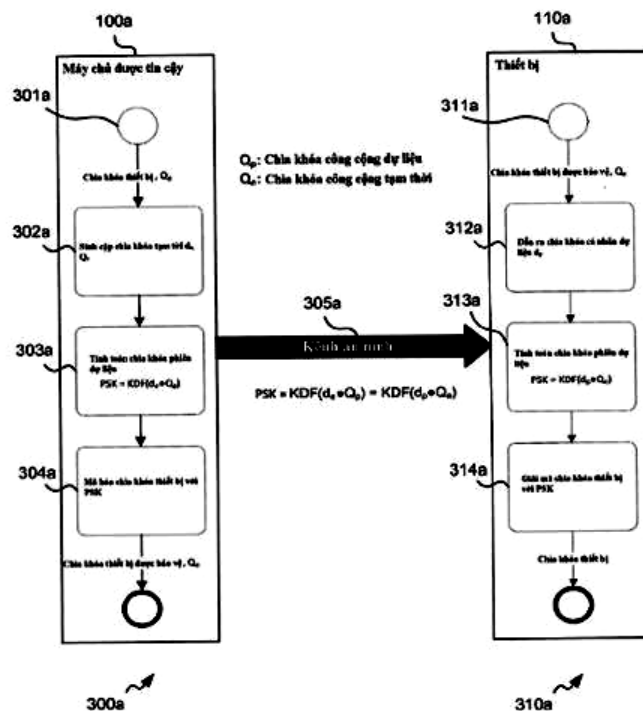 100a
Máy chủ được tin cậy
301a
Chìa khóa thiết bị, Qₚ
302a
Sinh cặp chìa khóa tạm tời dₑ,
Qₑ
303a
Tính toán chìa khóa phiên
dự liệu
PSK = KDF(dₑ•Qₚ)
304a
Mã hóa chìa khóa thiết bị với
PSK
Chìa khóa thiết bị được bảo vệ, Qₑ
300a
Qₚ: Chìa khóa công cộng dự liệu
Qₑ: Chìa khóa công cộng tạm thời
305a
Kênh an ninh
PSK = KDF(dₑ•Qₚ) = KDF(dₚ•Qₑ)
110a
Thiết bị
311a
Chìa khóa thiết bị được bảo vệ, Qₑ
312a
Dẫn ra chìa khóa cá nhân dự
liệu dₚ
313a
Tính toán chìa khóa phiên
dự liệu
PSK = KDF(dₚ•Qₑ)
314a
Giải mã chìa khóa thiết bị
với PSK
Chìa khóa thiết bị
310a